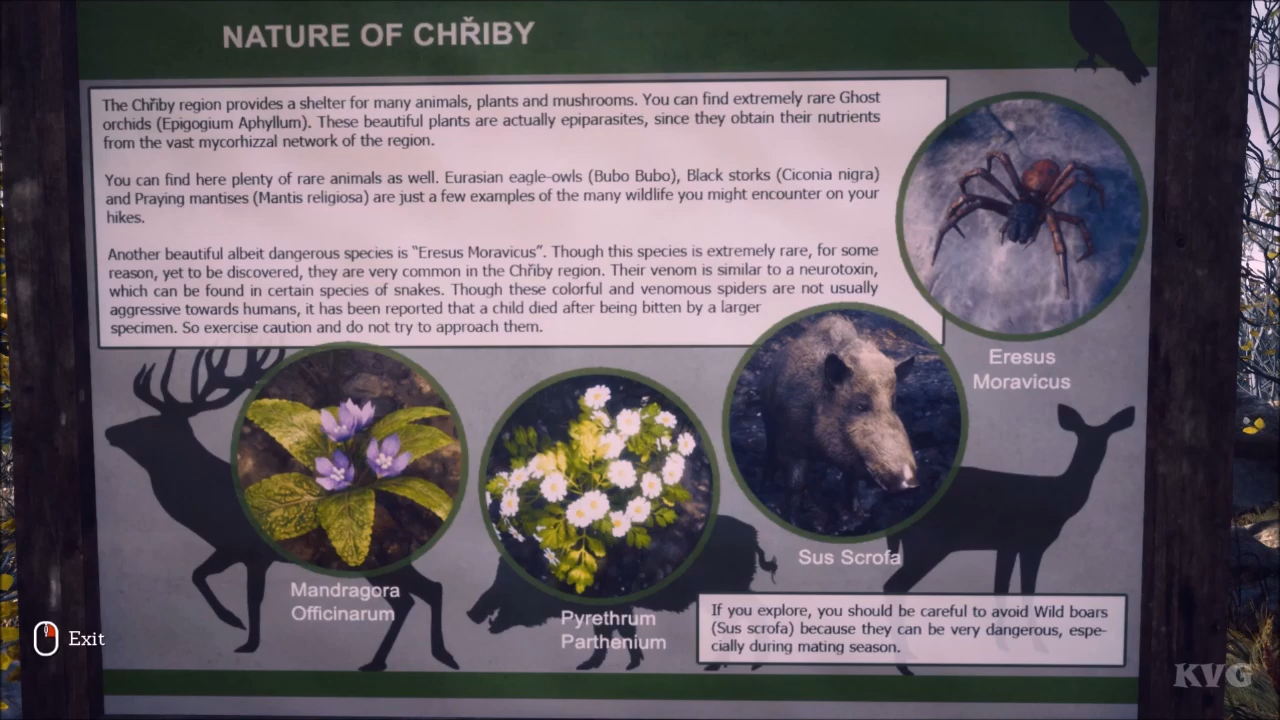 NATURE OF CHŘIBY
The Chřiby region provides a shelter for many animals, plants and mushrooms. You can find extremely rare Ghost
orchids (Epigogium Aphyllum). These beautiful plants are actually epiparasites, since they obtain their nutrients
from the vast mycorhizzal network of the region.
You can find here plenty of rare animals as well. Eurasian eagle-owls (Bubo Bubo), Black storks (Ciconia nigra)
and Praying mantises (Mantis religiosa) are just a few examples of the many wildlife you might encounter on your
hikes.
Another beautiful albeit dangerous species is “Eresus Moravicus”. Though this species is extremely rare, for some
reason, yet to be discovered, they are very common in the Chřiby region. Their venom is similar to a neurotoxin,
which can be found in certain species of snakes. Though these colorful and venomous spiders are not usually
aggressive towards humans, it has been reported that a child died after being bitten by a larger
specimen. So exercise caution and do not try to approach them.
Eresus
Moravicus
Sus Scrofa
Mandragora
Officinarum
Pyrethrum
Parthenium
If you explore, you should be careful to avoid Wild boars
(Sus scrofa) because they can be very dangerous, espe-
cially during mating season.
Exit
KVG